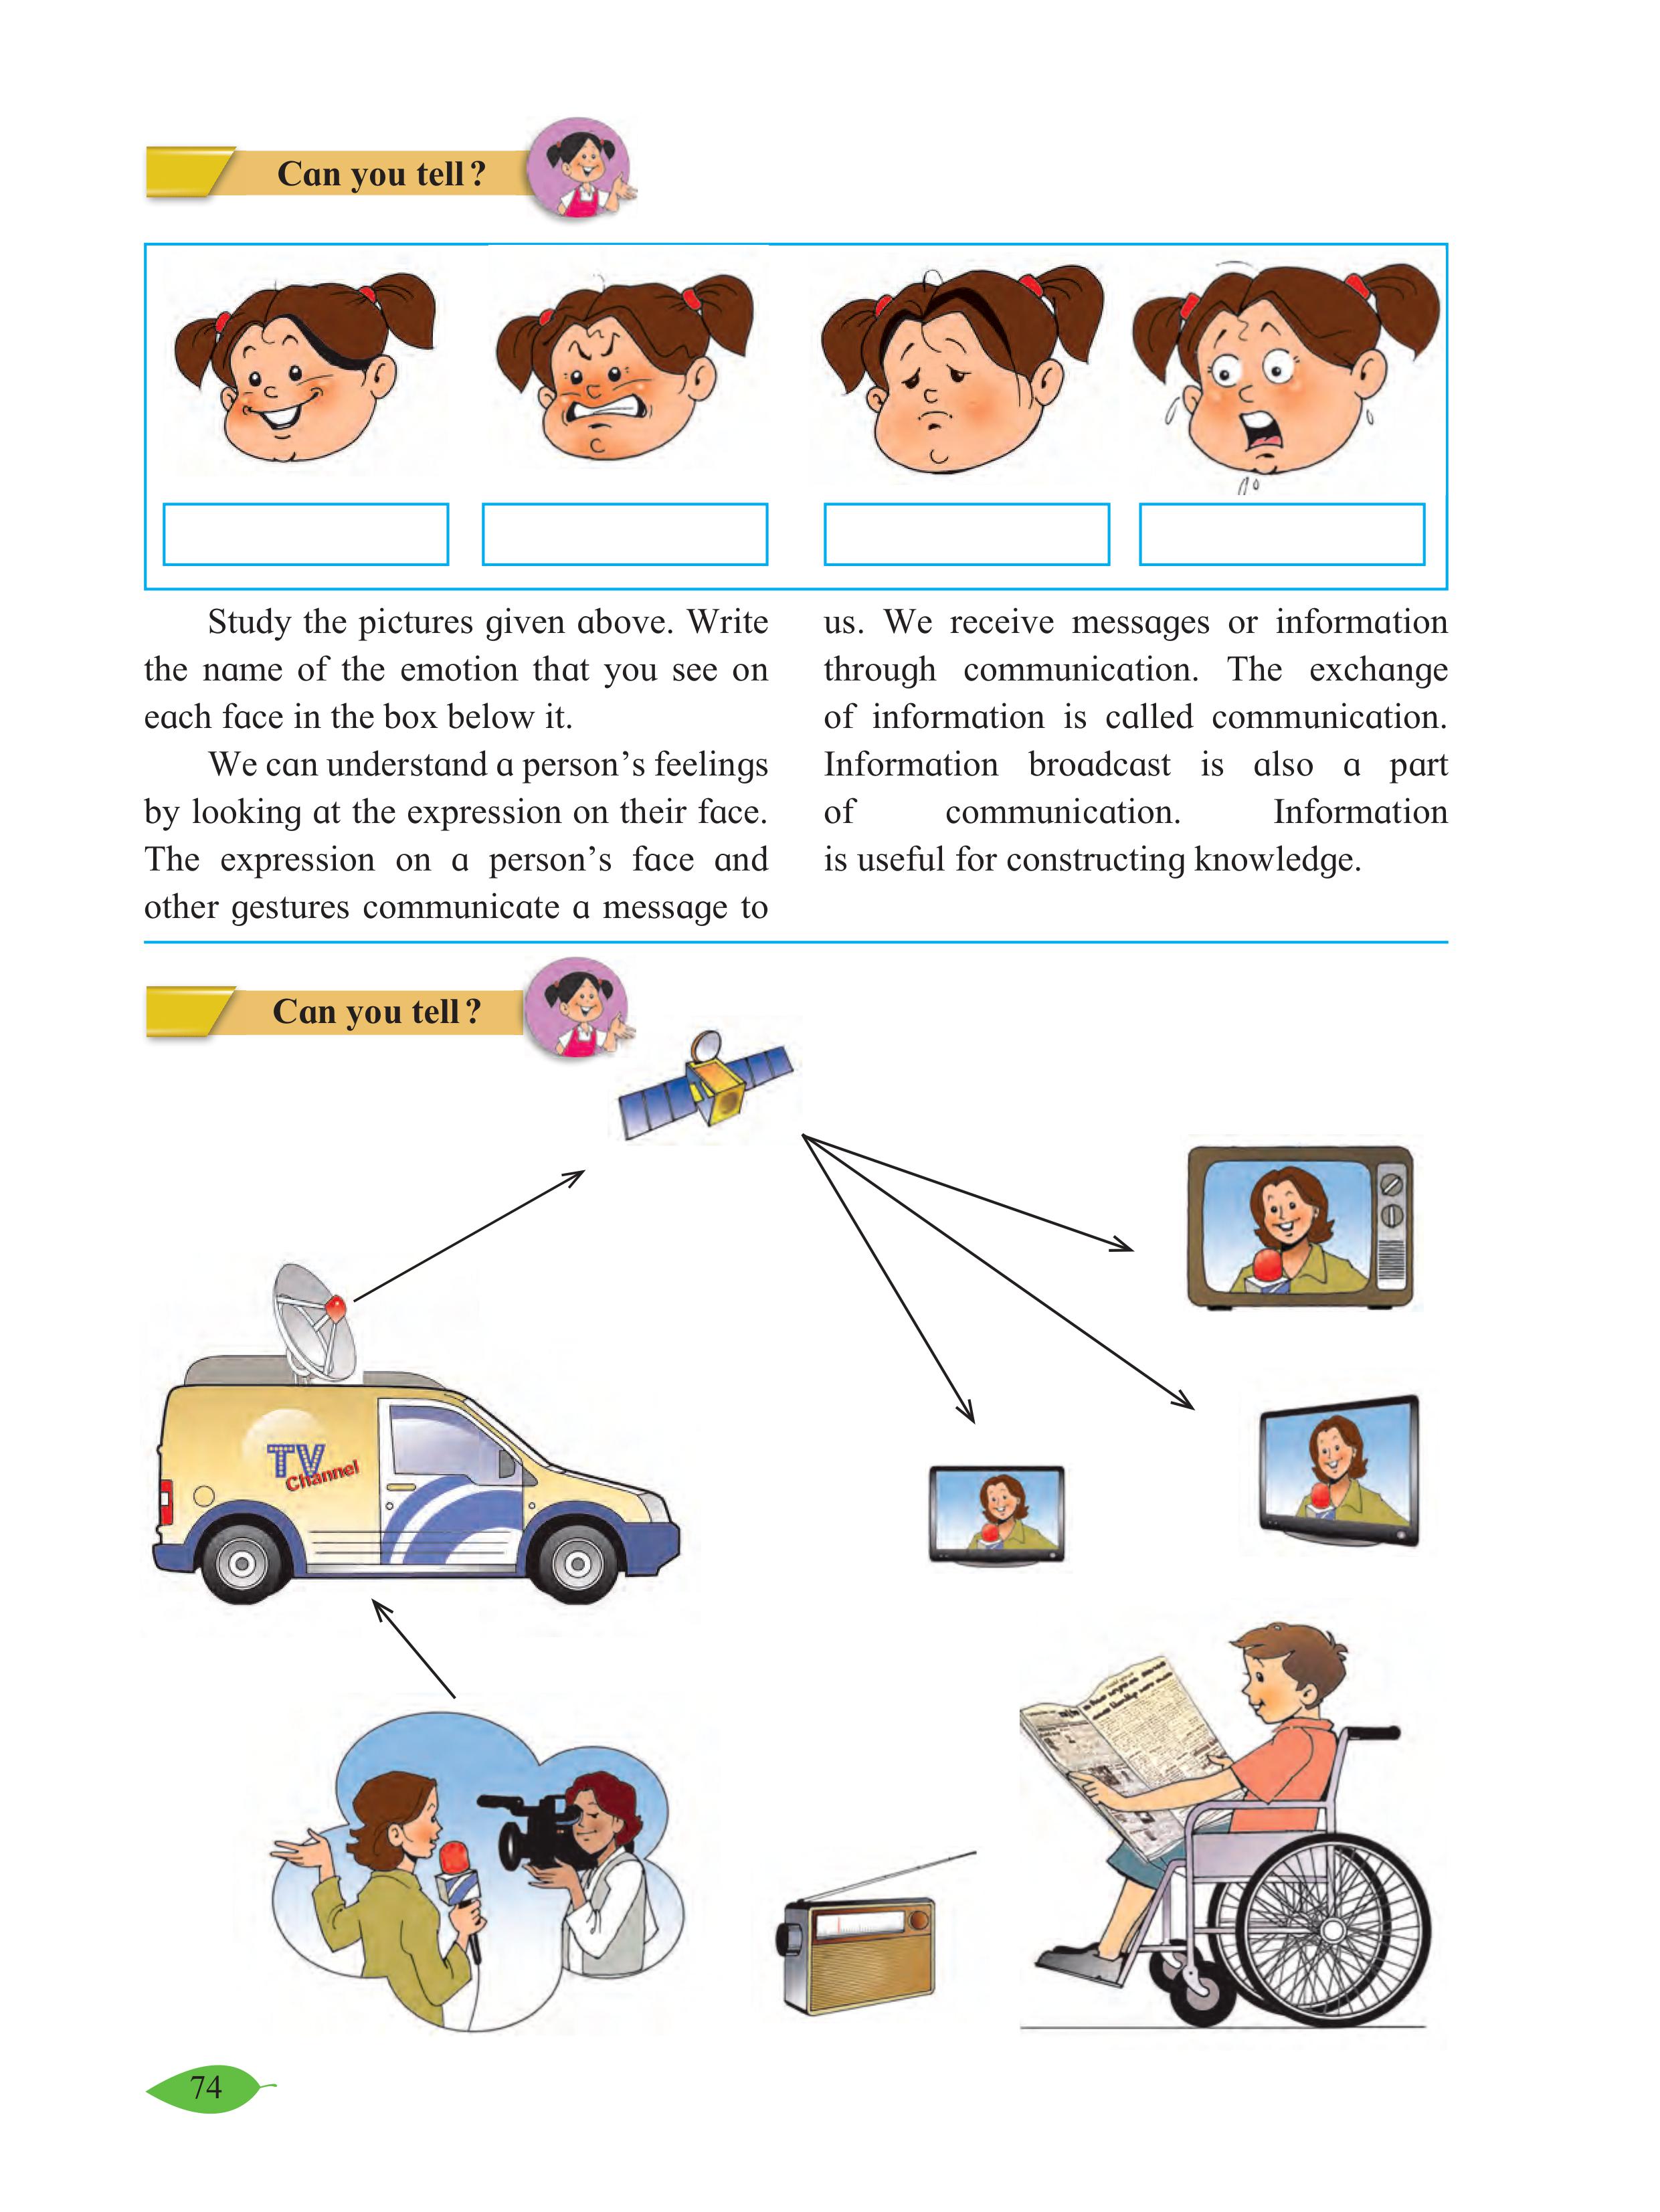 Can you tell?
Study the pictures given above. Write
the name of the emotion that you see on
each face in the box below it.
We can understand a person’s feelings
by looking at the expression on their face.
The expression on a person’s face and
other gestures communicate a message to
us. We receive messages or information
through communication. The exchange
of information is called communication.
Information broadcast is also a part
of communication. Information
is useful for constructing knowledge.
Can you tell?
TV
Channel
74